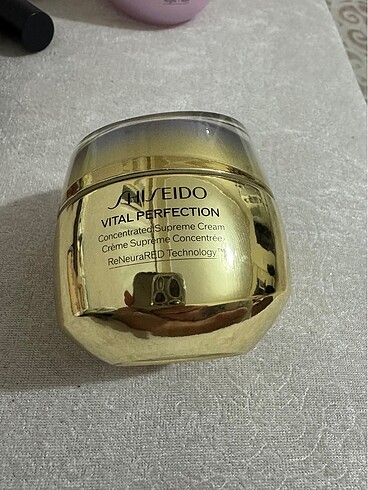 SHISEIDO
VITAL PERFECTION
Concentrated Supreme Cream
Crème Suprême Concentrée
ReNeuraRED Technology™